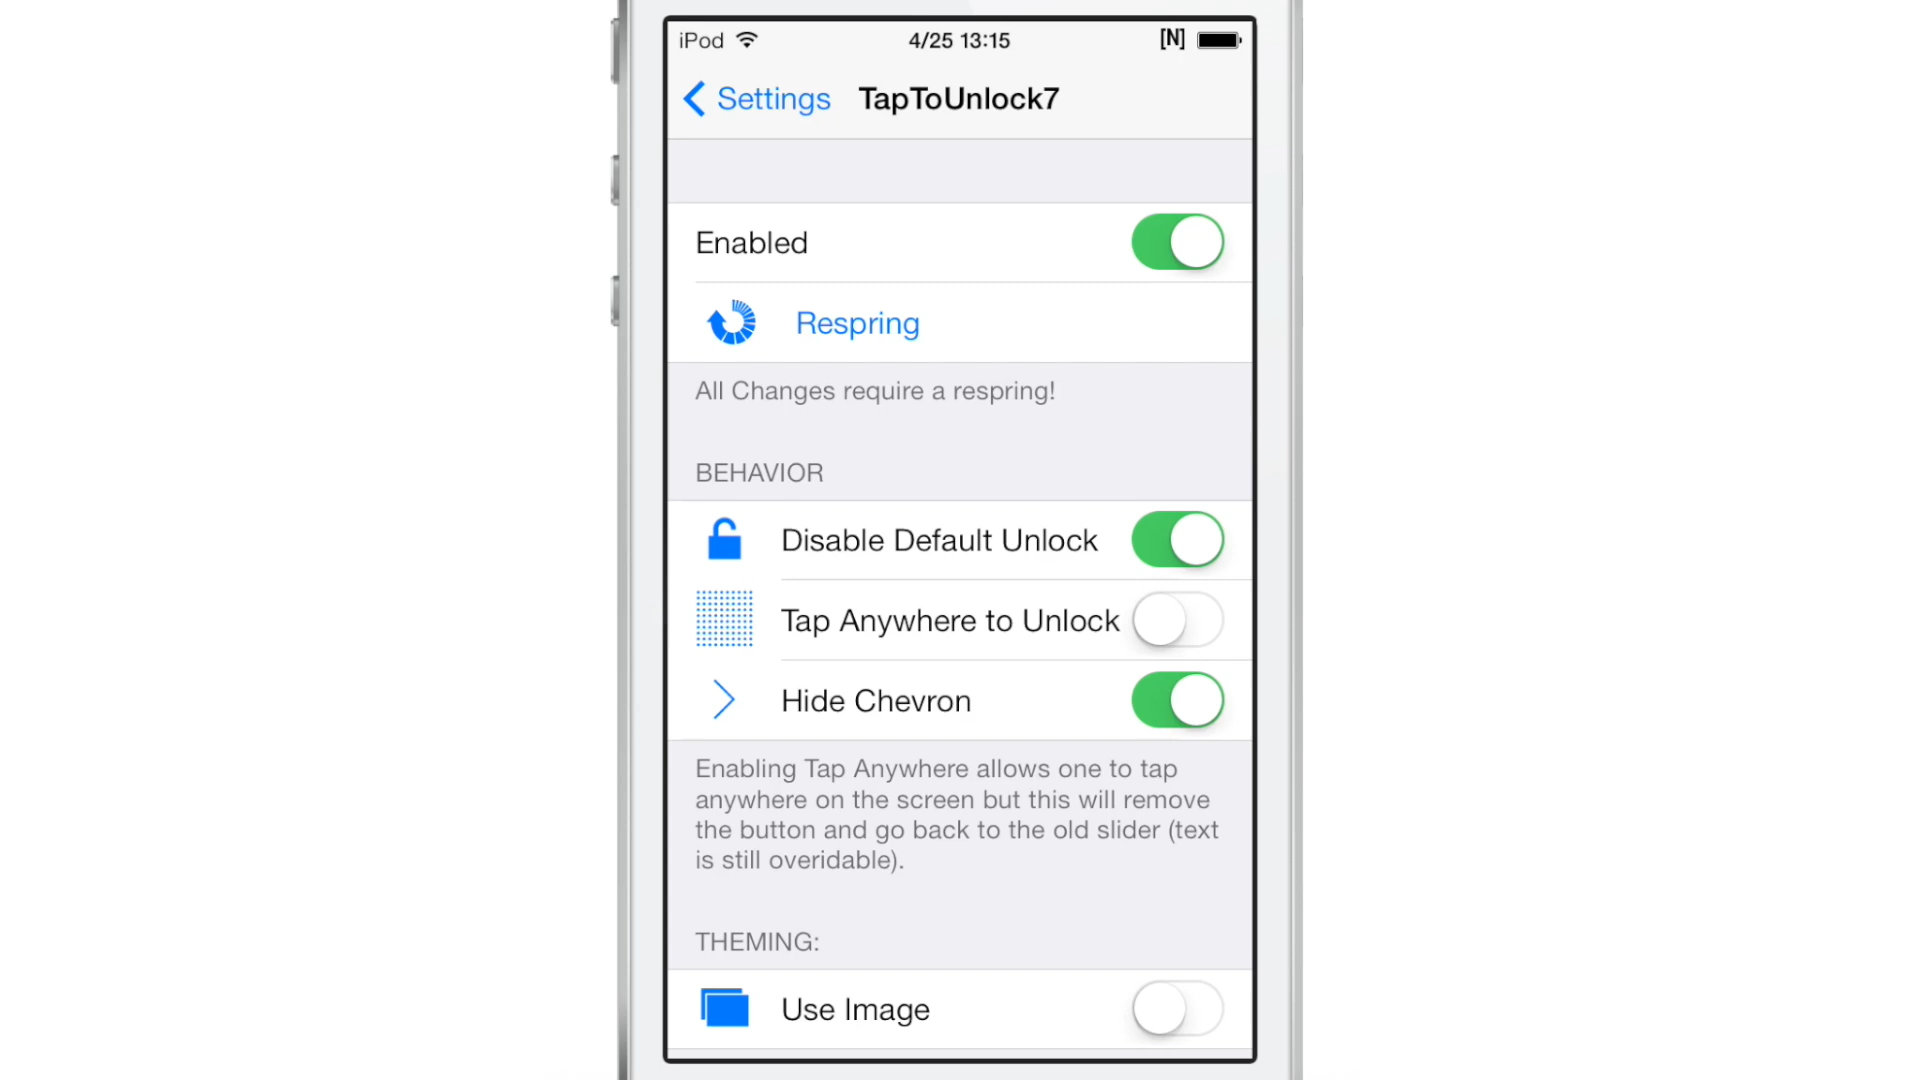 iPod 4/25 13:15 [N]
Settings TapToUnlock7
Enabled
Respring
All Changes require a respring!
BEHAVIOR
Disable Default Unlock
Tap Anywhere to Unlock
Hide Chevron
Enabling Tap Anywhere allows one to tap
anywhere on the screen but this will remove
the button and go back to the old slider (text
is still overidable).
THEMING:
Use Image